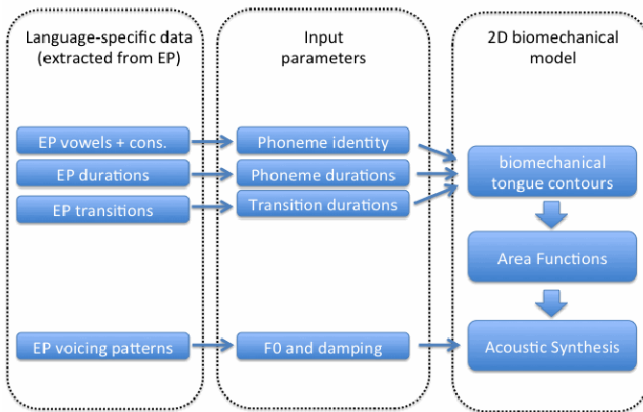 Language-specific data
(extracted from EP)
Input
parameters
2D biomechanical
model
EP vowels + cons.
Phoneme identity
EP durations
Phoneme durations
EP transitions
Transition durations
biomechanical
tongue contours
Area Functions
EP voicing patterns
F0 and damping
Acoustic Synthesis